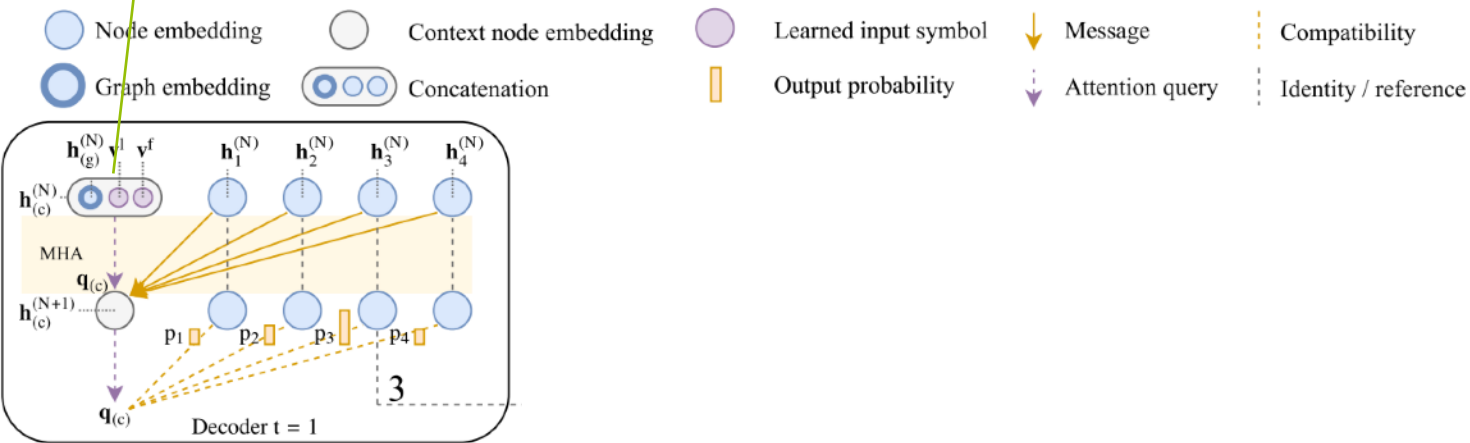 Node embedding Context node embedding Learned input symbol Message Compatibility
Graph embedding Concatenation Output probability Attention query Identity / reference
h(g)(N) vl vf h1(N) h2(N) h3(N) h4(N)
h(c)(N)
MHA
q(c)
h(c)(N+1)
p1 p2 p3 p4
3
q(c)
Decoder t = 1